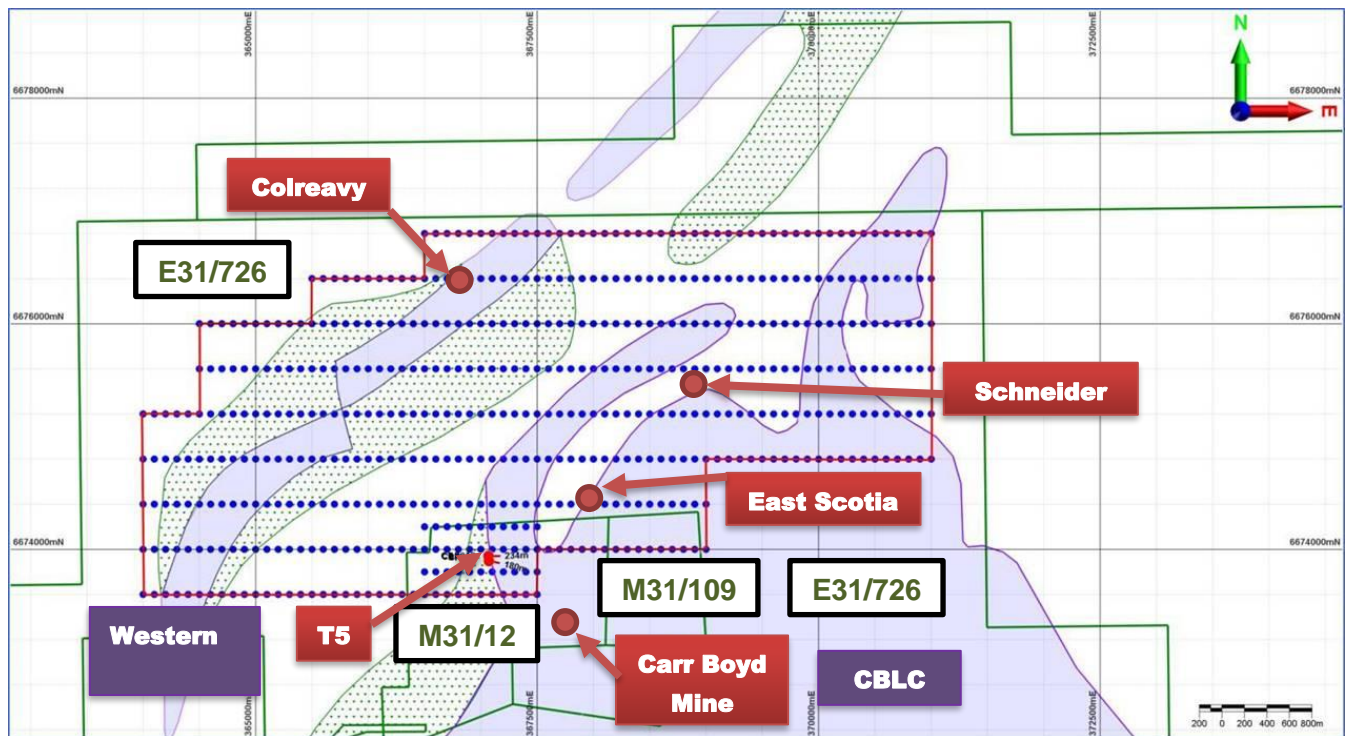 365000mE
367500mE
370000mE
372500mE
N
E
6678000mN
6678000mN
Colreavy
E31/726
6676000mN
6676000mN
Schneider
East Scotia
6674000mN
6674000mN
234m
180m
M31/109
E31/726
Western
T5
M31/12
Carr Boyd
Mine
CBLC
365000mE
367500mE
370000mE
372500mE
200 0 200 400 600 800m